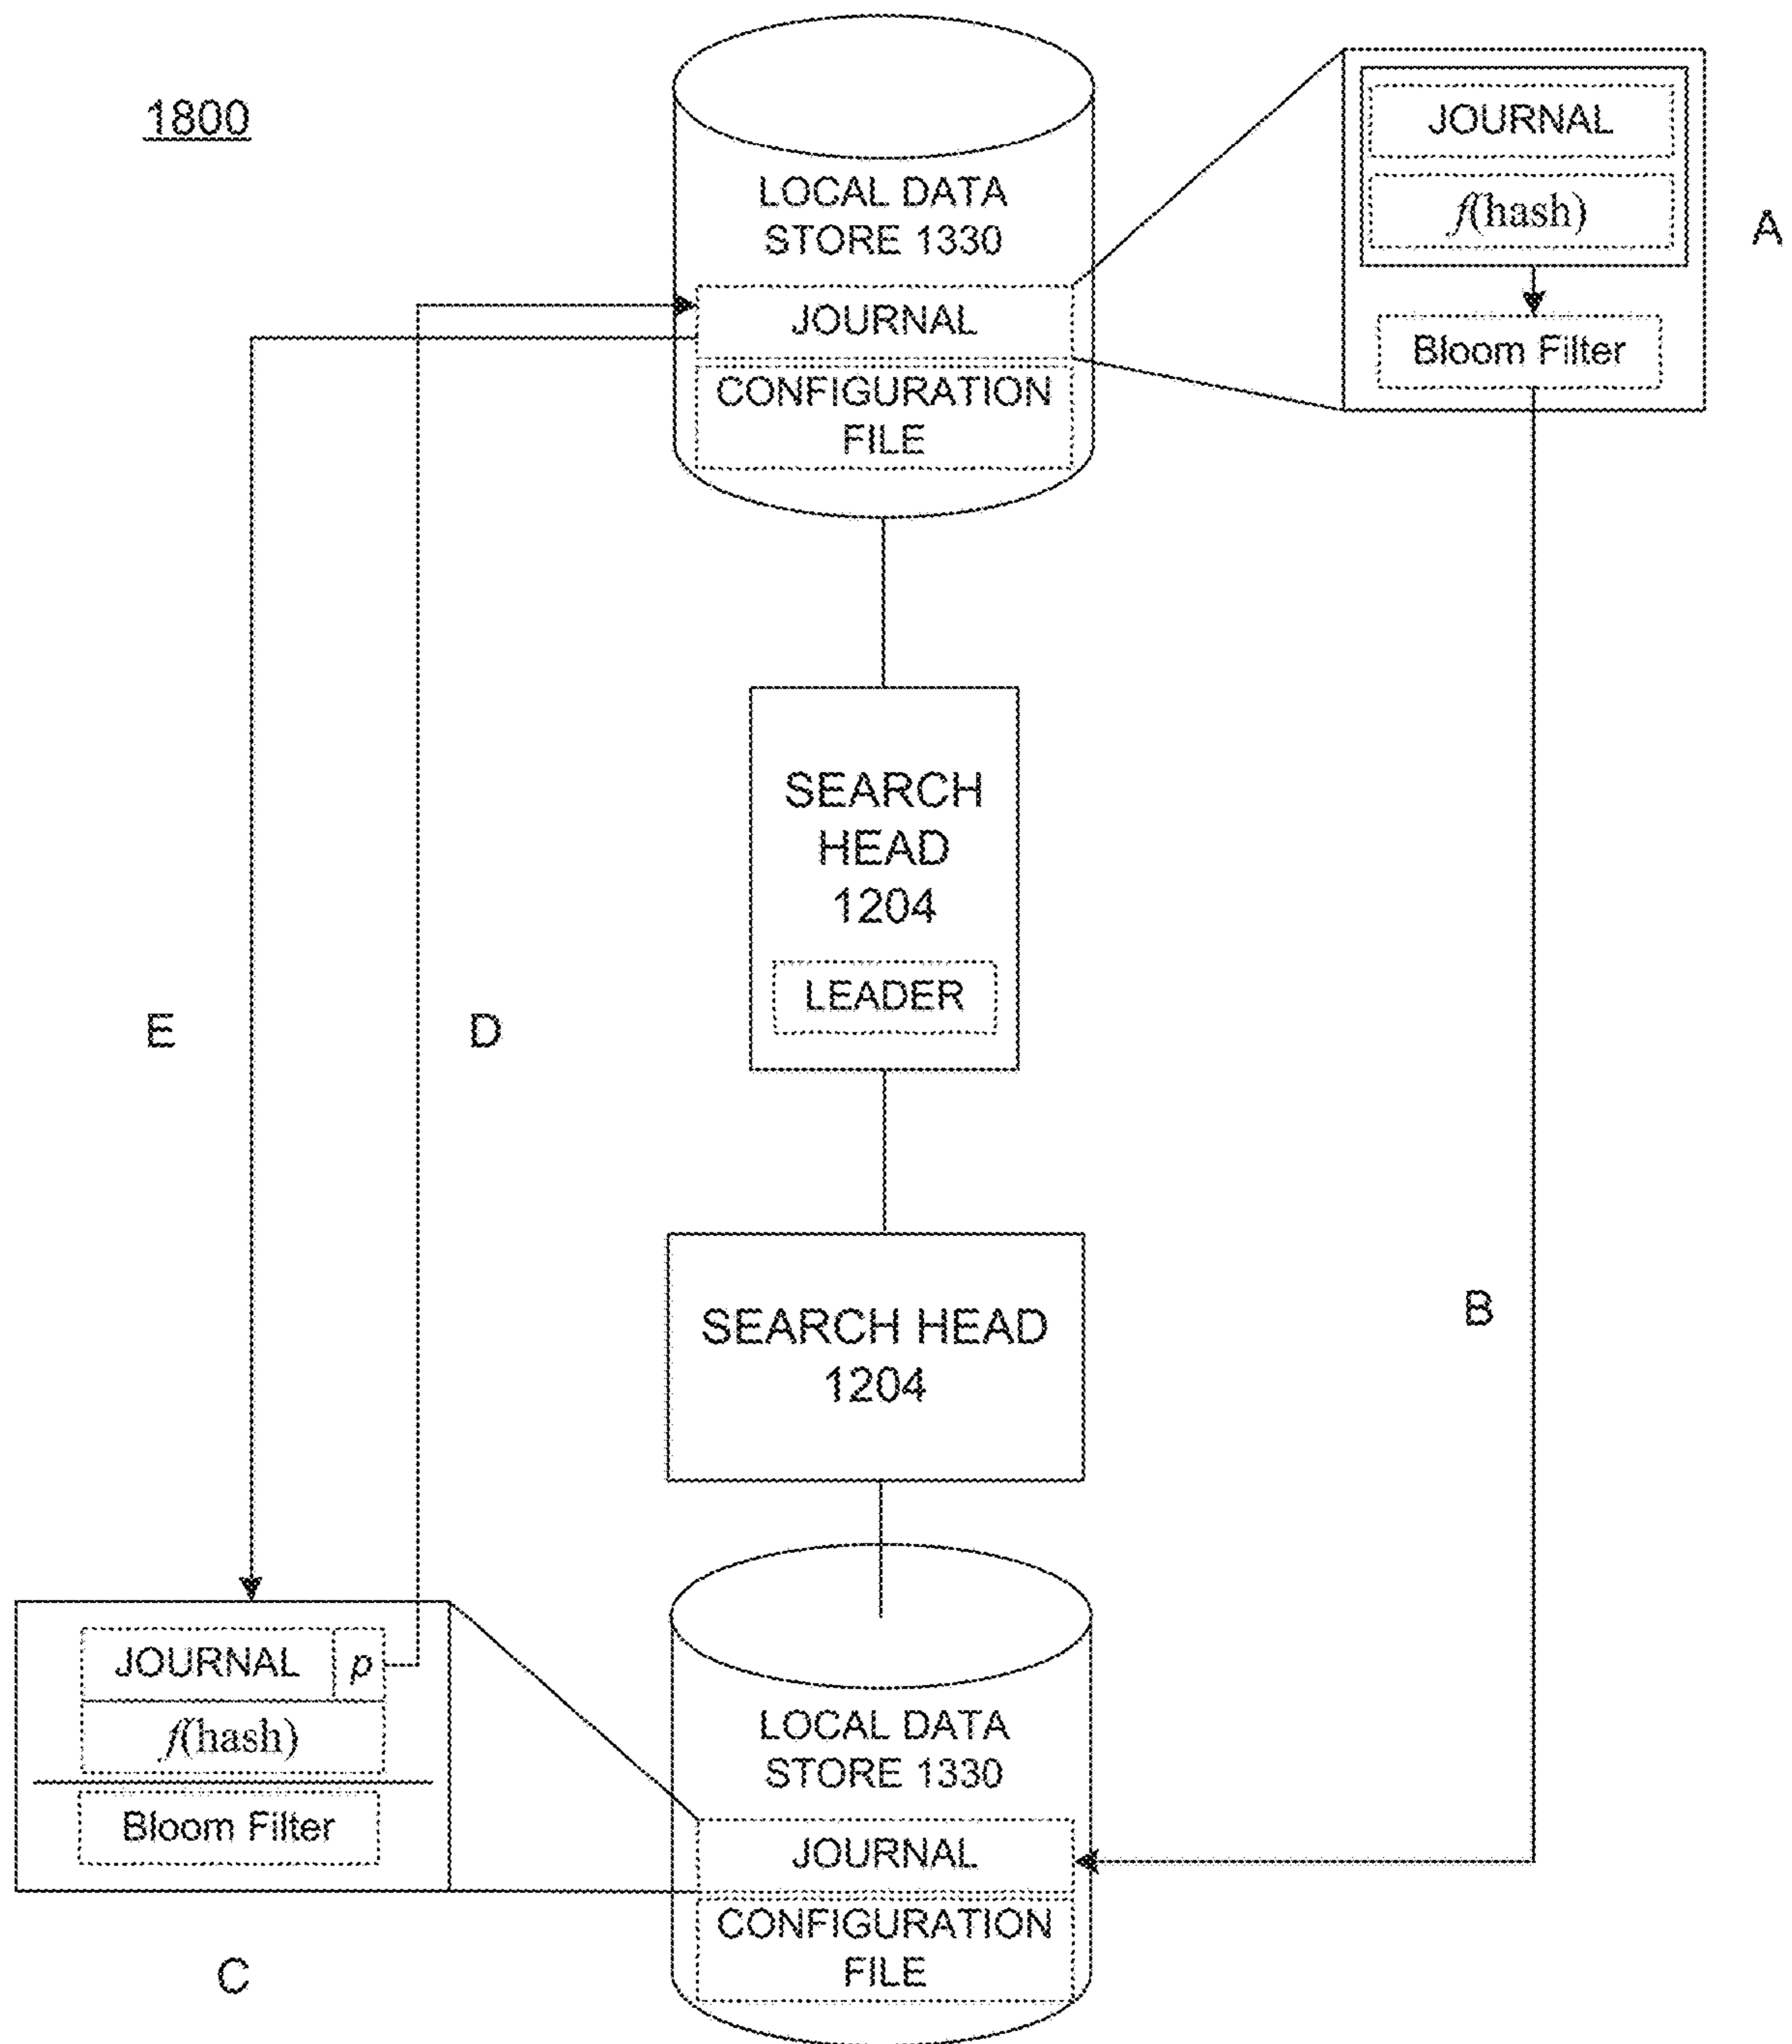 1800
LOCAL DATA
STORE 1330
JOURNAL
CONFIGURATION
FILE
JOURNAL
f(hash)
Bloom Filter
A
SEARCH
HEAD
1204
LEADER
E
D
B
SEARCH HEAD
1204
JOURNAL p
f(hash)
Bloom Filter
C
LOCAL DATA
STORE 1330
JOURNAL
CONFIGURATION
FILE